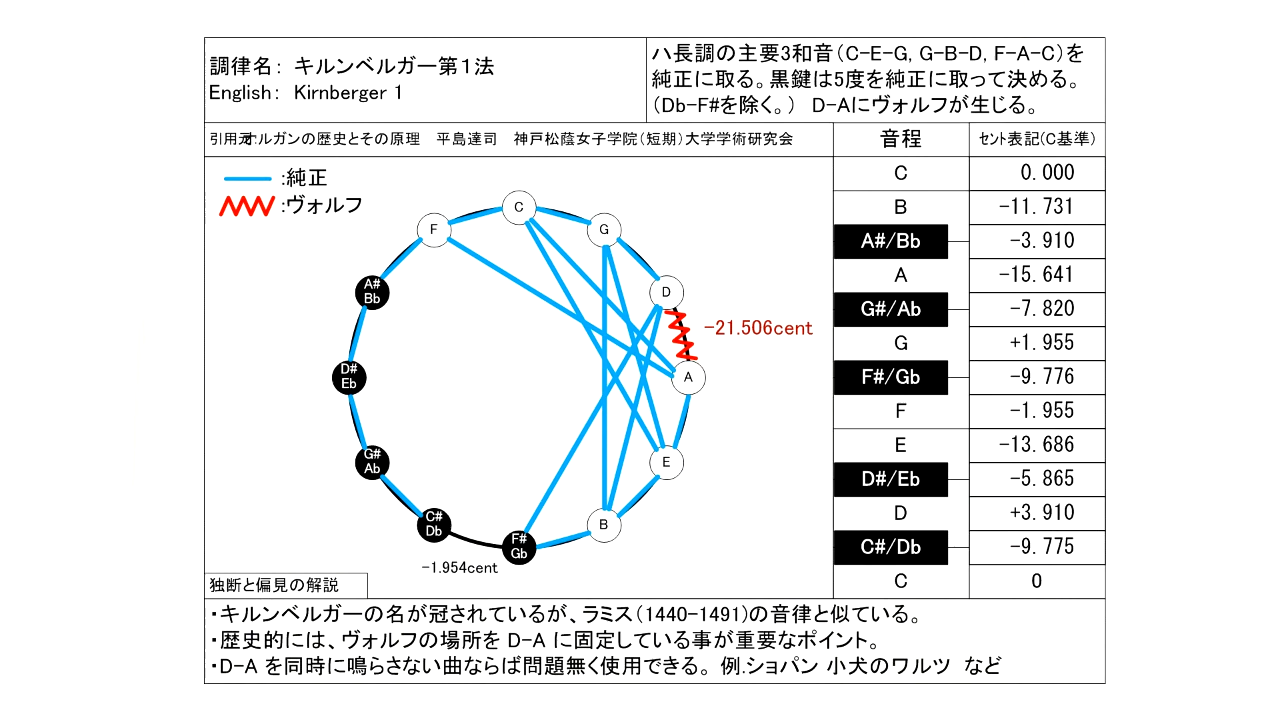 調律名： キルンベルガー第１法
English： Kirnberger 1
ハ長調の主要3和音（C-E-G, G-B-D, F-A-C）を
純正に取る。黒鍵は5度を純正に取って決める。
（Db-F#を除く。） D-Aにヴォルフが生じる。
引用元:オルガンの歴史とその原理 平島達司 神戸松蔭女子学院（短期）大学学術研究会
音程
ｾﾝﾄ表記(C基準)
:純正
:ヴォルフ
C
G
D
A
E
B
F#
Gb
C#
Db
G#
Ab
D#
Eb
A#
Bb
F
-21.506cent
-1.954cent
C 0.000
B -11.731
A#/Bb -3.910
A -15.641
G#/Ab -7.820
G +1.955
F#/Gb -9.776
F -1.955
E -13.686
D#/Eb -5.865
D +3.910
C#/Db -9.775
C 0
独断と偏見の解説
・キルンベルガーの名が冠されているが、ラミス（1440-1491）の音律と似ている。
・歴史的には、ヴォルフの場所を D-A に固定している事が重要なポイント。
・D-A を同時に鳴らさない曲ならば問題無く使用できる。 例.ショパン 小犬のワルツ など